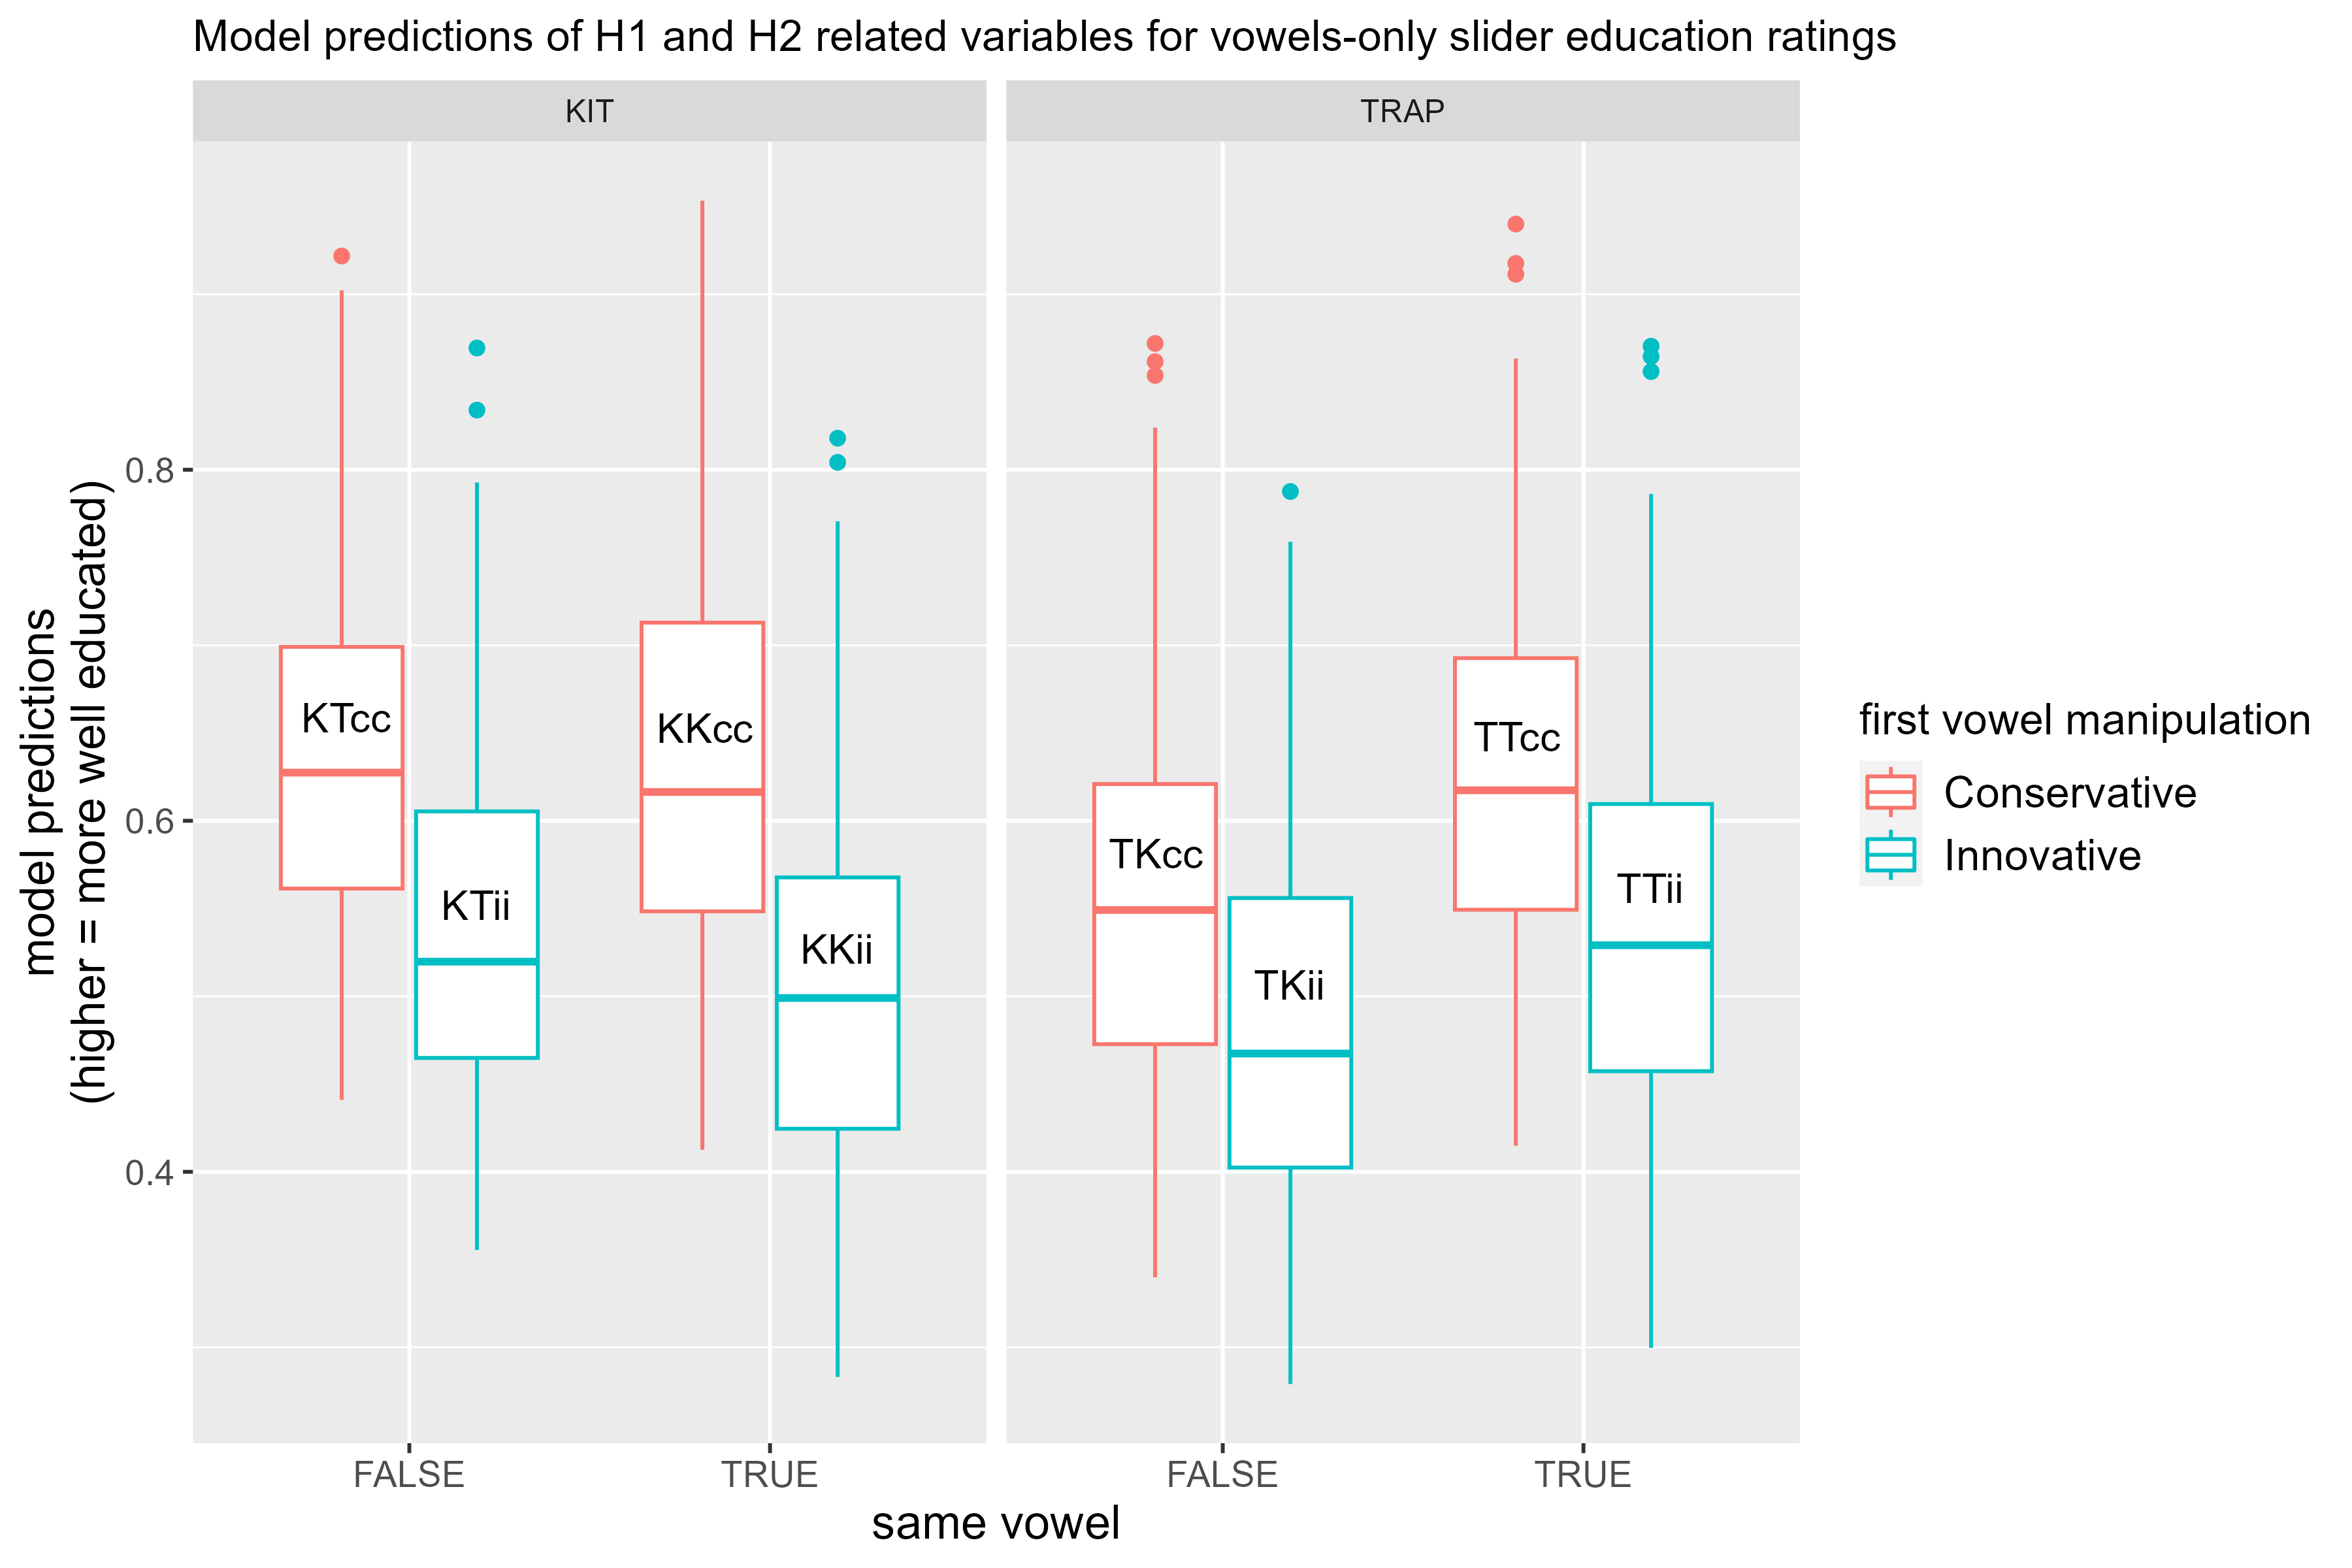 Model predictions of H1 and H2 related variables for vowels-only slider education ratings
KIT
TRAP
model predictions
(higher = more well educated)
0.8
0.6
0.4
KTcc
KTii
KKcc
KKii
TKcc
TKii
TTcc
TTii
FALSE
TRUE
FALSE
TRUE
same vowel
first vowel manipulation
Conservative
Innovative